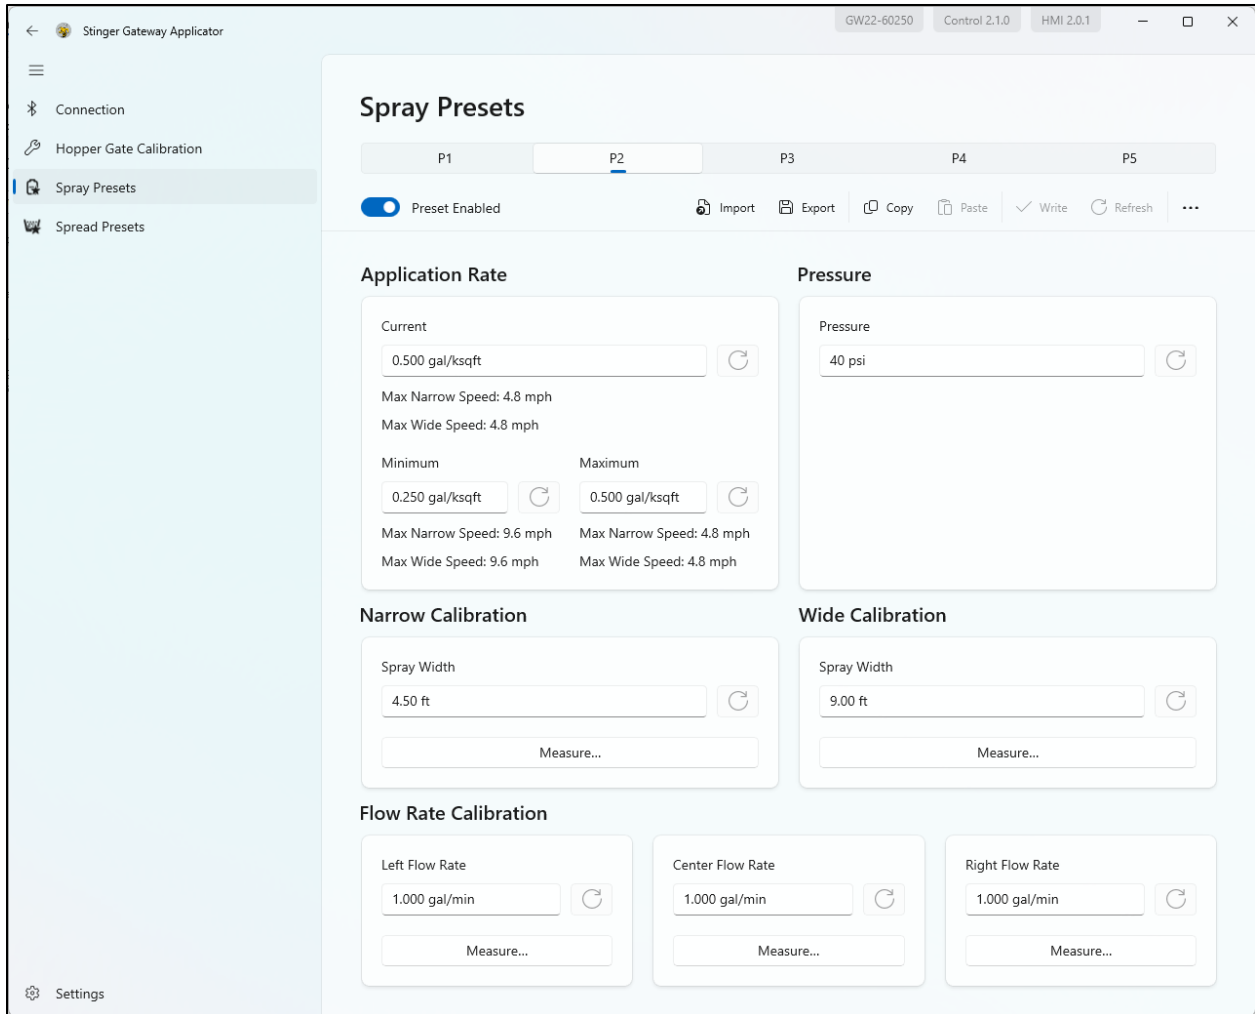 Stinger Gateway Applicator
GW22-60250
Control 2.1.0
HMI 2.0.1
Connection
Hopper Gate Calibration
Spray Presets
Spread Presets
Settings
Spray Presets
P1 P2 P3 P4 P5
Preset Enabled
Import Export Copy Paste Write Refresh ...
Application Rate
Current
0.500 gal/ksqft
Max Narrow Speed: 4.8 mph
Max Wide Speed: 4.8 mph
Minimum
0.250 gal/ksqft
Max Narrow Speed: 9.6 mph
Max Wide Speed: 9.6 mph
Maximum
0.500 gal/ksqft
Max Narrow Speed: 4.8 mph
Max Wide Speed: 4.8 mph
Pressure
Pressure
40 psi
Narrow Calibration
Spray Width
4.50 ft
Measure...
Wide Calibration
Spray Width
9.00 ft
Measure...
Flow Rate Calibration
Left Flow Rate
1.000 gal/min
Measure...
Center Flow Rate
1.000 gal/min
Measure...
Right Flow Rate
1.000 gal/min
Measure...